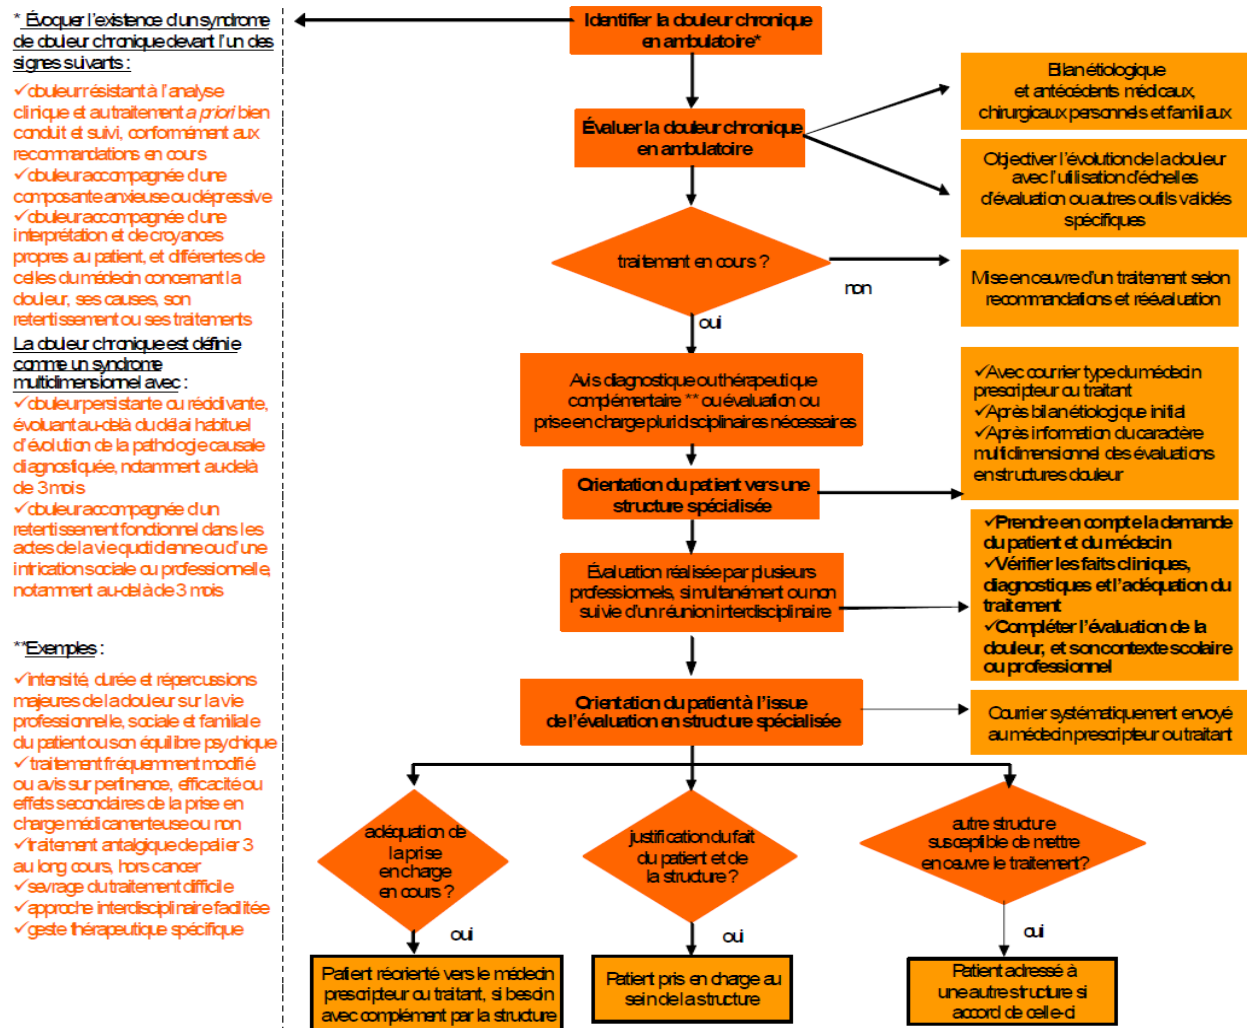 * Évoquer l'existence d'un syndrome
de douleur chronique devant l'un des
signes suivants :
✓douleur résistant à l'analyse
clinique et au traitement a priori bien
conduit et suivi, conformément aux
recommandations en cours
✓douleur accompagnée d'une
composante anxieuse ou dépressive
✓douleur accompagnée d'une
interprétation et de croyances
propres au patient, et différentes de
celles du médecin concernant la
douleur, ses causes, son
retentissement ou ses traitements
La douleur chronique est définie
comme un syndrome
multidimensionnel avec :
✓douleur persistante ou récidivante,
évoluant au-delà du délai habituel
d'évolution de la pathologie causale
diagnostiquée, notamment au-delà
de 3 mois
✓douleur accompagnée d'un
retentissement fonctionnel dans les
actes de la vie quotidienne ou d'une
intrication sociale ou professionnelle,
notamment au-delà de 3 mois
**Exemples :
✓intensité, durée et répercussions
majeures de la douleur sur la vie
professionnelle, sociale et familiale
du patient ou son équilibre psychique
✓traitement fréquemment modifié
ou avis sur pertinence, efficacité ou
effets secondaires de la prise en
charge médicamenteuse ou non
✓traitement antalgique de palier 3
au long cours, hors cancer
✓sevrage du traitement difficile
✓approche interdisciplinaire facilitée
✓geste thérapeutique spécifique
Identifier la douleur chronique
en ambulatoire*
Évaluer la douleur chronique
en ambulatoire
Bilan étiologique
et antécédents médicaux,
chirurgicaux personnels et familiaux
Objectiver l'évolution de la douleur
avec l'utilisation d'échelles
d'évaluation ou autres outils validés
spécifiques
traitement en cours ?
non
Mise en œuvre d'un traitement selon
recommandations et réévaluation
oui
Avis diagnostique ou thérapeutique
complémentaire ** ou évaluation ou
prise en charge pluridisciplinaires nécessaires
✓Avec courrier type du médecin
prescripteur ou traitant
✓Après bilan étiologique initial
✓Après information du caractère
multidimensionnel des évaluations
en structures douleur
Orientation du patient vers une
structure spécialisée
Évaluation réalisée par plusieurs
professionnels, simultanément ou non
suivie d'un réunion interdisciplinaire
✓Prendre en compte la demande
du patient et du médecin
✓Vérifier les faits cliniques,
diagnostiques et l'adéquation du
traitement
✓Compléter l'évaluation de la
douleur, et son contexte scolaire
ou professionnel
Orientation du patient à l'issue
de l'évaluation en structure spécialisée
Courrier systématiquement envoyé
au médecin prescripteur ou traitant
adéquation de
la prise
en charge
en cours ?
oui
Patient réorienté vers le médecin
prescripteur ou traitant, si besoin
avec complément par la structure
justification du fait
du patient et de
la structure ?
oui
Patient pris en charge au
sein de la structure
autre structure
susceptible de mettre
en œuvre le traitement?
oui
Patient adressé à
une autre structure si
accord de celle-ci